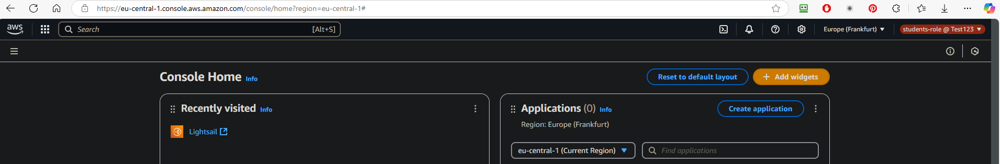 https://eu-central-1.console.aws.amazon.com/console/home?region=eu-central-1#
aws
Search [Alt+S]
Europe (Frankfurt)
students-role @ Test123
Console Home Info
Reset to default layout
+ Add widgets
Recently visited Info
Lightsail
Applications (0) Info
Create application
Region: Europe (Frankfurt)
eu-central-1 (Current Region)
Find applications